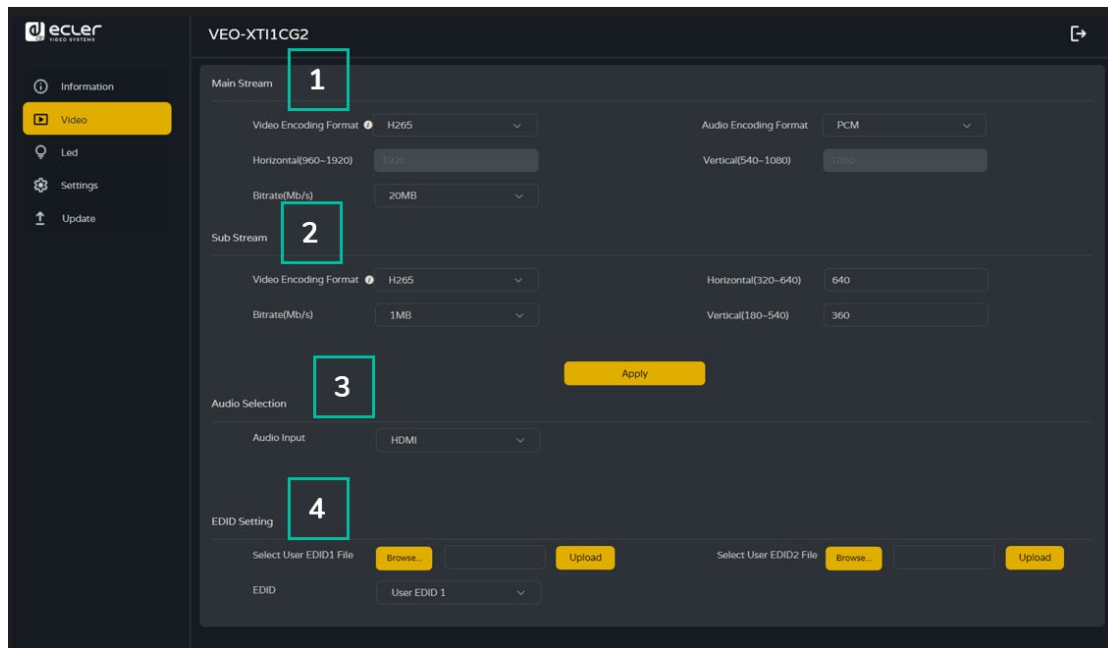 ecler
VIDEO SYSTEMS
VEO-XTI1CG2
Information
Video
Led
Settings
Update
Main Stream
1
Video Encoding Format H265
Audio Encoding Format PCM
Horizontal(960~1920) 1920
Vertical(540~1080) 1080
Bitrate(Mb/s) 20MB
Sub Stream
2
Video Encoding Format H265
Horizontal(320~640) 640
Bitrate(Mb/s) 1MB
Vertical(180~540) 360
Apply
3
Audio Selection
Audio Input HDMI
4
EDID Setting
Select User EDID1 File Browse... Upload
Select User EDID2 File Browse... Upload
EDID User EDID 1